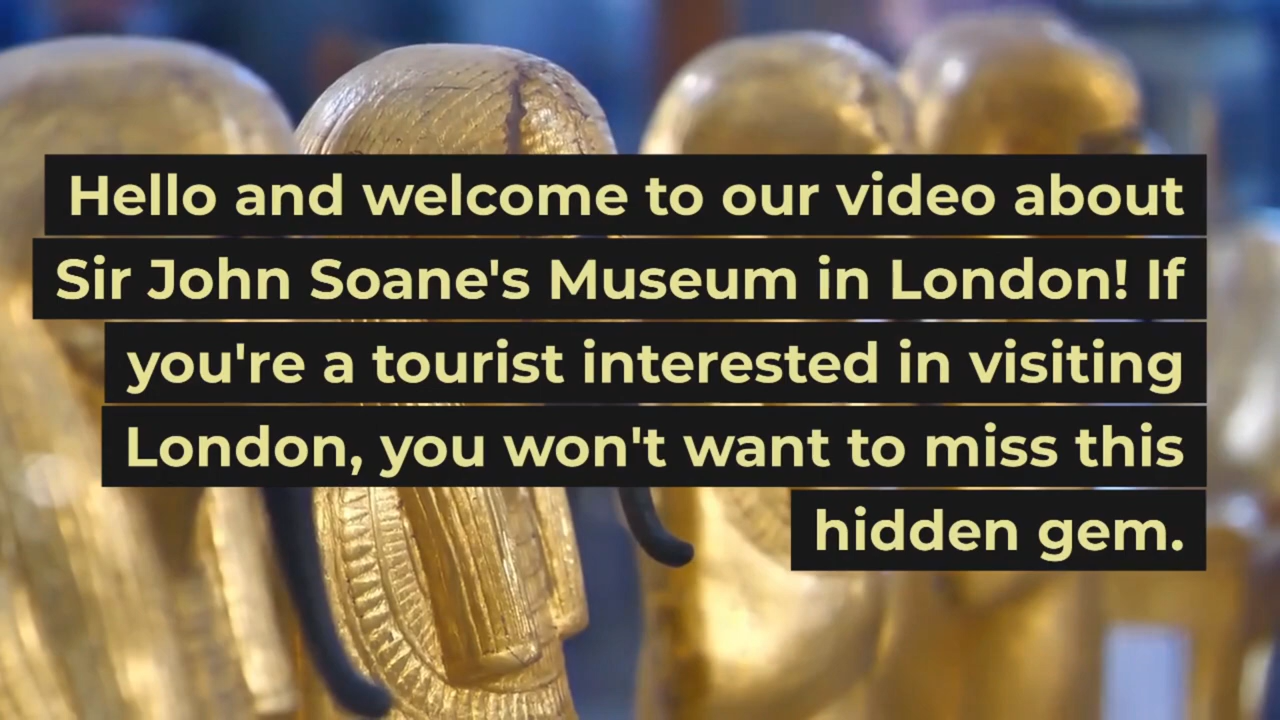 Hello and welcome to our video about
Sir John Soane's Museum in London! If
you're a tourist interested in visiting
London, you won't want to miss this
hidden gem.